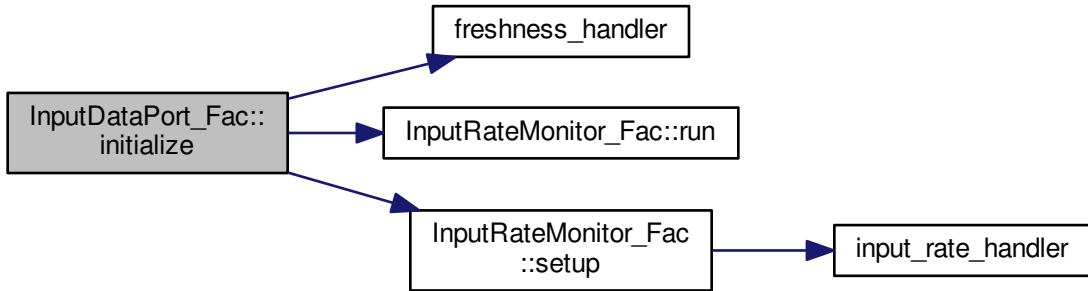 freshness_handler
InputDataPort_Fac::
initialize
InputRateMonitor_Fac::run
InputRateMonitor_Fac
::setup
input_rate_handler